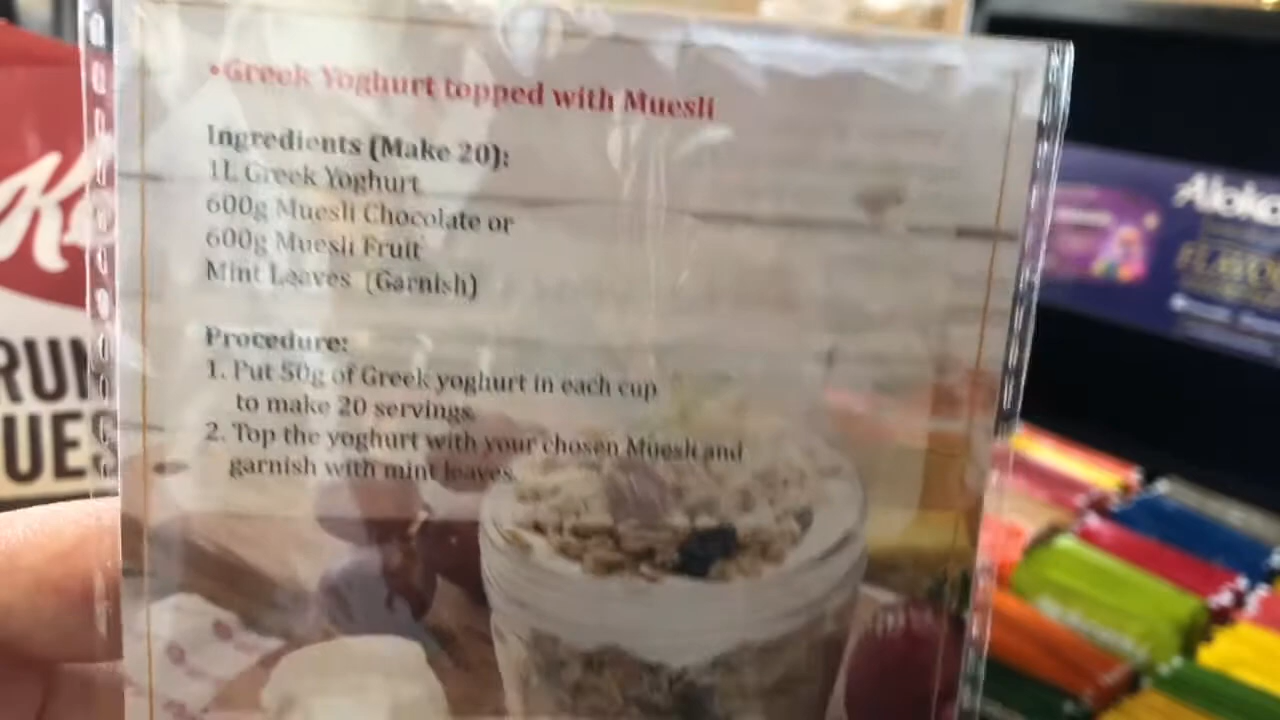 •Greek Yoghurt topped with Muesli
Ingredients (Make 20):
1L Greek Yoghurt
600g Muesli Chocolate or
600g Muesli Fruit
Mint Leaves (Garnish)
Procedure:
1. Put 50g of Greek yoghurt in each cup
to make 20 servings.
2. Top the yoghurt with your chosen Muesli and
garnish with mint leaves.